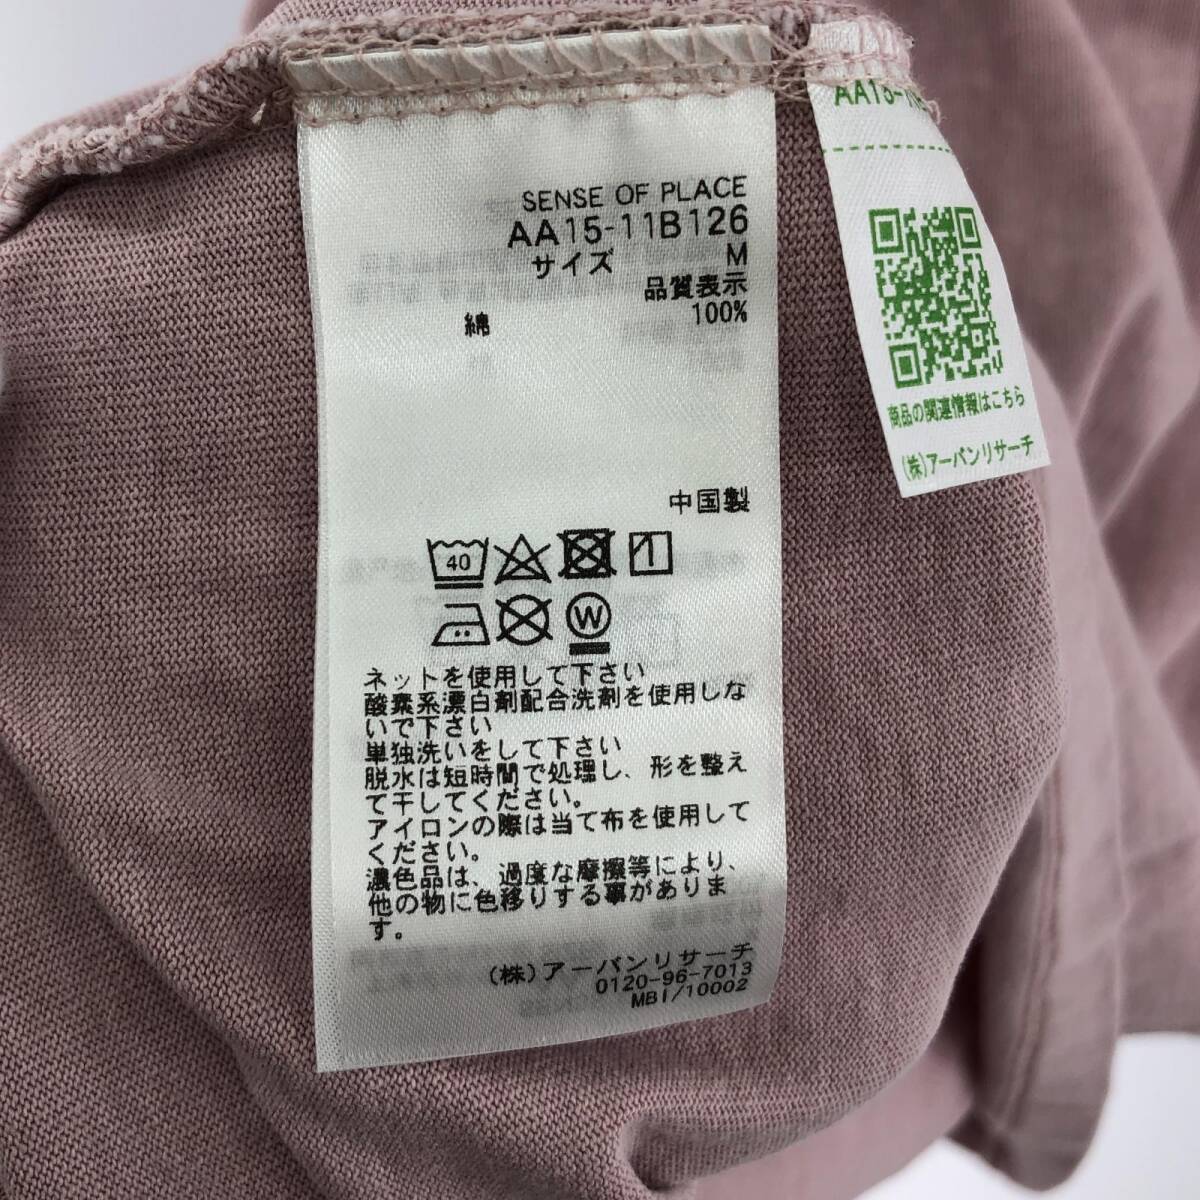 SENSE OF PLACE
AA15-11B126
サイズ M
品質表示
綿 100%
中国製
40
W
ネットを使用して下さい
酸素系漂白剤配合洗剤を使用しな
いで下さい
単独洗いをして下さい
脱水は短時間で処理し、形を整え
て干してください。
アイロンの際は当て布を使用して
ください。
濃色品は、過度な摩擦等により、
他の物に色移りする事がありま
す。
(株)アーバンリサーチ
0120-96-7013
MBI/10002
商品の関連情報はこちら
(株)アーバンリサーチ